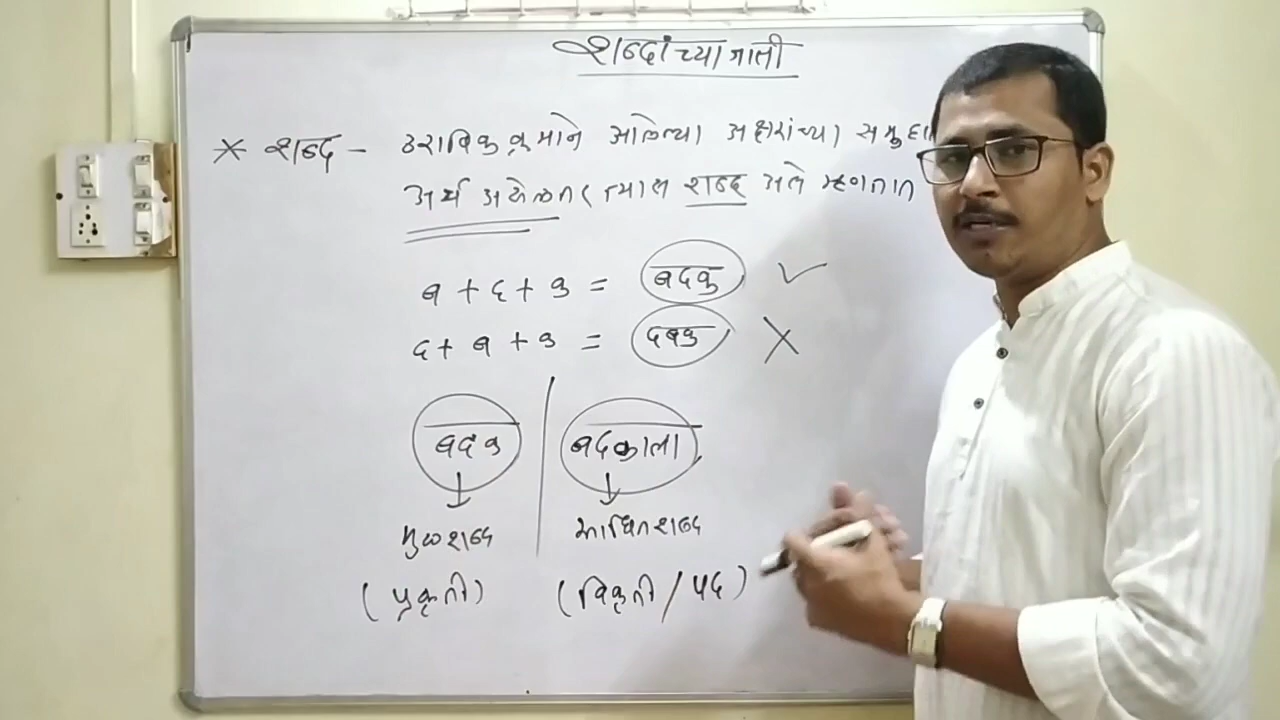 शब्दांच्या जाती
* शब्द - ठराविक क्रमाने आलेल्या अक्षरांच्या समुहा
अर्थ असेल तर त्यास शब्द असे म्हणतात
ब + द + क = बदक ✓
द + ब + क = दबक ✗
बदक | बदकाला
मुळशब्द साधितशब्द
(प्रकृती) (विकृती / पद)